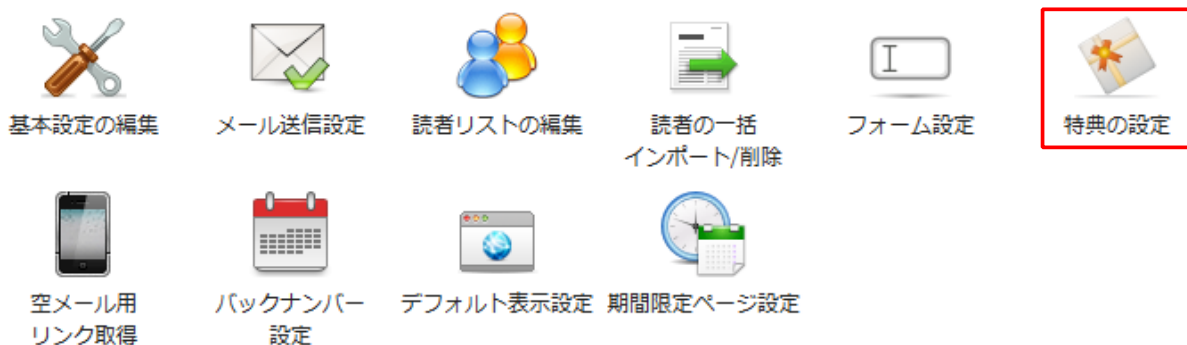 基本設定の編集
メール送信設定
読者リストの編集
読者の一括
インポート/削除
フォーム設定
特典の設定
空メール用
リンク取得
バックナンバー
設定
デフォルト表示設定
期間限定ページ設定